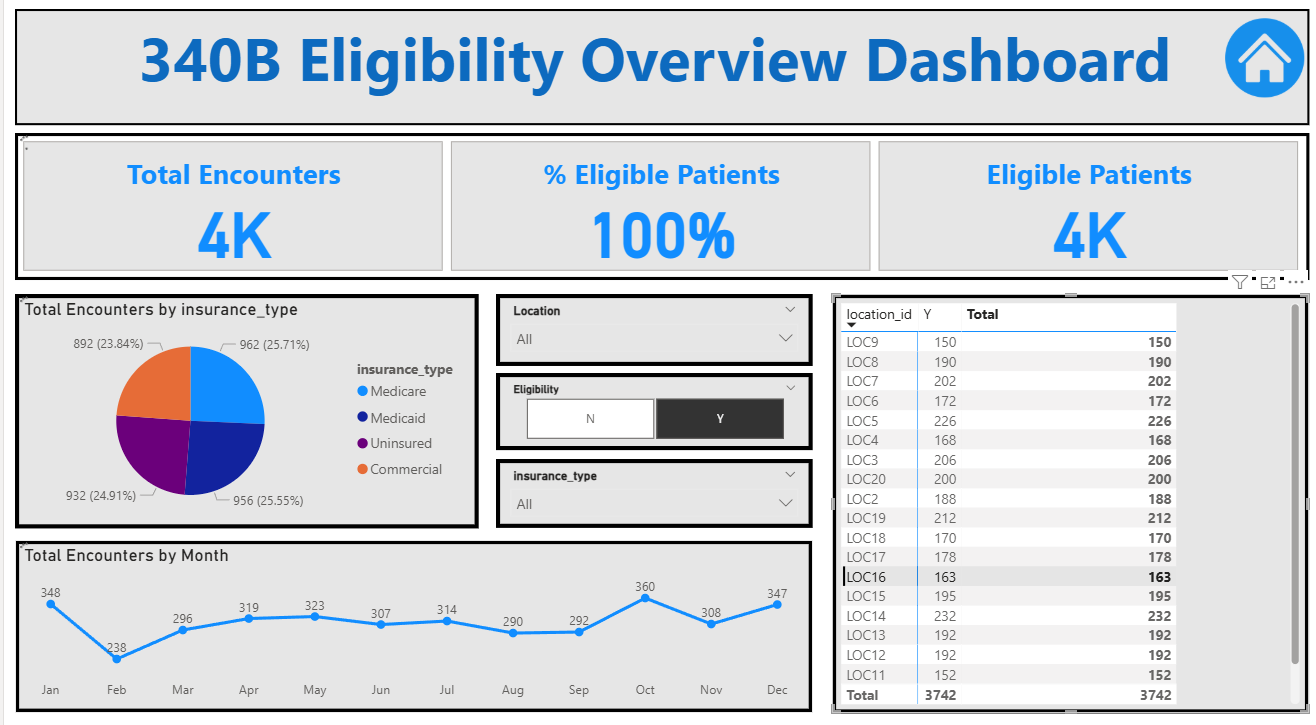 340B Eligibility Overview Dashboard
Total Encounters
4K
% Eligible Patients
100%
Eligible Patients
4K
Total Encounters by insurance_type
892 (23.84%)
962 (25.71%)
932 (24.91%)
956 (25.55%)
insurance_type
Medicare
Medicaid
Uninsured
Commercial
Location
All
Eligibility
N Y
insurance_type
All
Total Encounters by Month
348 238 296 319 323 307 314 290 292 360 308 347
Jan Feb Mar Apr May Jun Jul Aug Sep Oct Nov Dec
location_id Y Total
LOC9 150 150
LOC8 190 190
LOC7 202 202
LOC6 172 172
LOC5 226 226
LOC4 168 168
LOC3 206 206
LOC20 200 200
LOC2 188 188
LOC19 212 212
LOC18 170 170
LOC17 178 178
LOC16 163 163
LOC15 195 195
LOC14 232 232
LOC13 192 192
LOC12 192 192
LOC11 152 152
Total 3742 3742